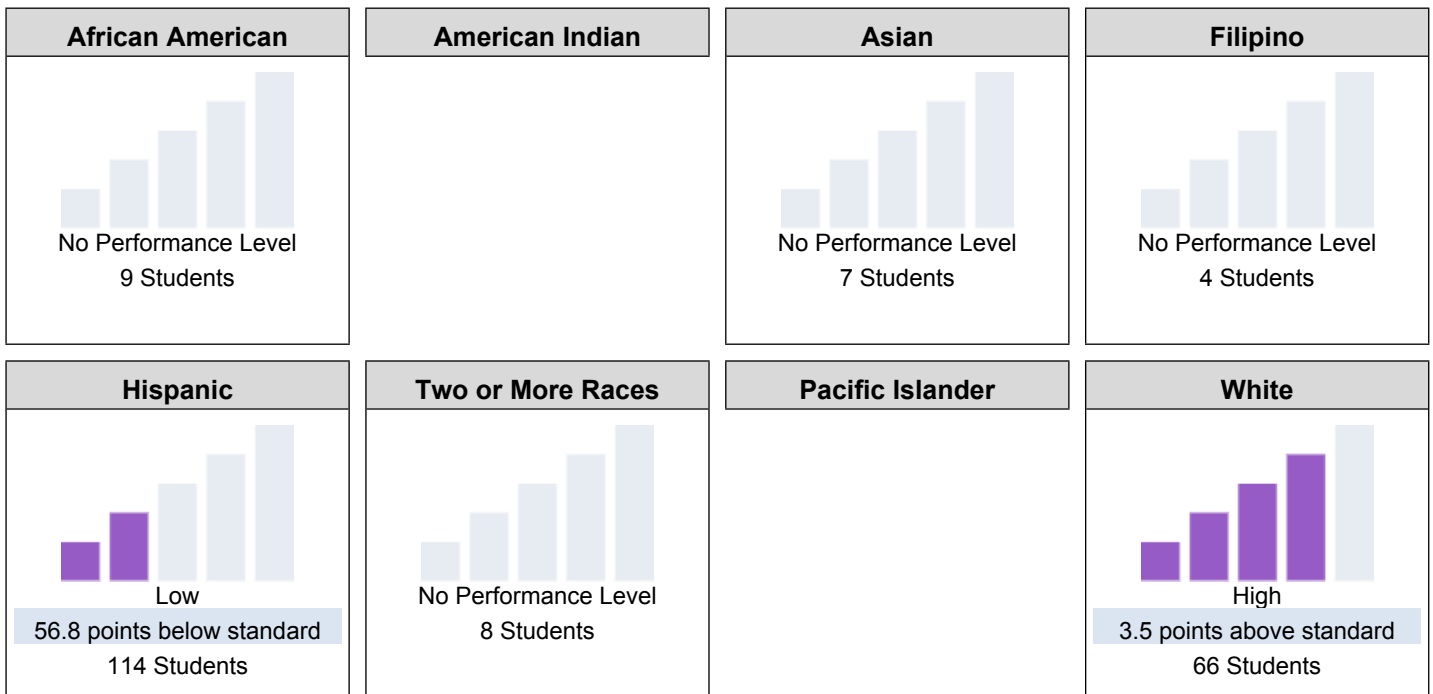 African American
American Indian
Asian
Filipino
No Performance Level
9 Students
No Performance Level
7 Students
No Performance Level
4 Students
Hispanic
Two or More Races
Pacific Islander
White
Low
56.8 points below standard
114 Students
No Performance Level
8 Students
High
3.5 points above standard
66 Students